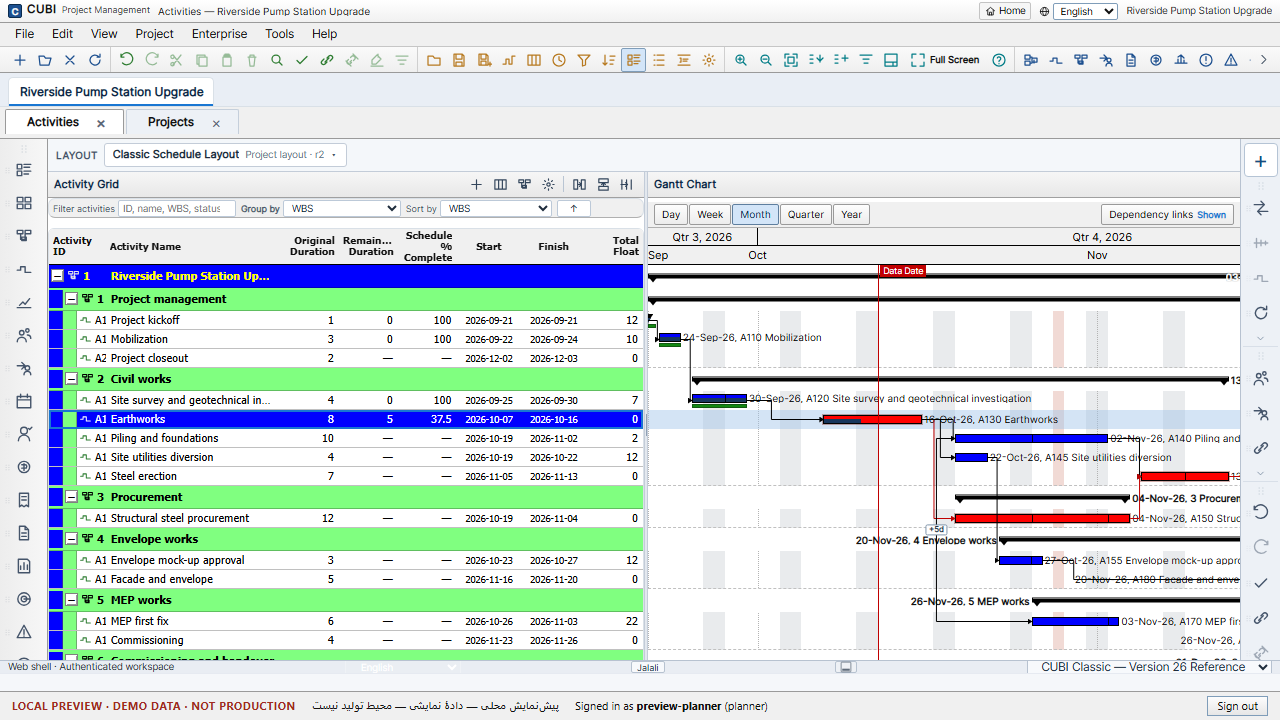 CUBI Project Management Activities — Riverside Pump Station Upgrade Home English Riverside Pump Station Upgrade
File Edit View Project Enterprise Tools Help
Full Screen
Riverside Pump Station Upgrade
Activities × Projects ×
LAYOUT Classic Schedule Layout Project layout · r2
Activity Grid
Filter activities ID, name, WBS, status Group by WBS Sort by WBS ↑
Activity ID Activity Name Original Duration Remain... Duration Schedule % Complete Start Finish Total Float
1 Riverside Pump Station Up...
1 Project management
A1 Project kickoff 1 0 100 2026-09-21 2026-09-21 12
A1 Mobilization 3 0 100 2026-09-22 2026-09-24 10
A2 Project closeout 2 — — 2026-12-02 2026-12-03 0
2 Civil works
A1 Site survey and geotechnical in... 4 0 100 2026-09-25 2026-09-30 7
A1 Earthworks 8 5 37.5 2026-10-07 2026-10-16 0
A1 Piling and foundations 10 — — 2026-10-19 2026-11-02 2
A1 Site utilities diversion 4 — — 2026-10-19 2026-10-22 12
A1 Steel erection 7 — — 2026-11-05 2026-11-13 0
3 Procurement
A1 Structural steel procurement 12 — — 2026-10-19 2026-11-04 0
4 Envelope works
A1 Envelope mock-up approval 3 — — 2026-10-23 2026-10-27 12
A1 Facade and envelope 5 — — 2026-11-16 2026-11-20 0
5 MEP works
A1 MEP first fix 6 — — 2026-10-26 2026-11-03 22
A1 Commissioning 4 — — 2026-11-23 2026-11-26 0
Gantt Chart
Day Week Month Quarter Year Dependency links Shown
Qtr 3, 2026 Qtr 4, 2026
Sep Oct Nov
Data Date
24-Sep-26, A110 Mobilization
13
30-Sep-26, A120 Site survey and geotechnical investigation
16-Oct-26, A130 Earthworks
02-Nov-26, A140 Piling and
22-Oct-26, A145 Site utilities diversion
04-Nov-26, 3 Procurer
04-Nov-26, A150 Struc
+5d
20-Nov-26, 4 Envelope works
27-Oct-26, A155 Envelope mock-up appro
20-Nov-26, A180 Facade and enve
26-Nov-26, 5 MEP works
03-Nov-26, A170 MEP firs
26-Nov-26, A
Web shell · Authenticated workspace English Jalali CUBI Classic — Version 26 Reference
LOCAL PREVIEW · DEMO DATA · NOT PRODUCTION پیش‌نمایش محلی — دادهٔ نمایشی — محیط تولید نیست Signed in as preview-planner (planner) Sign out